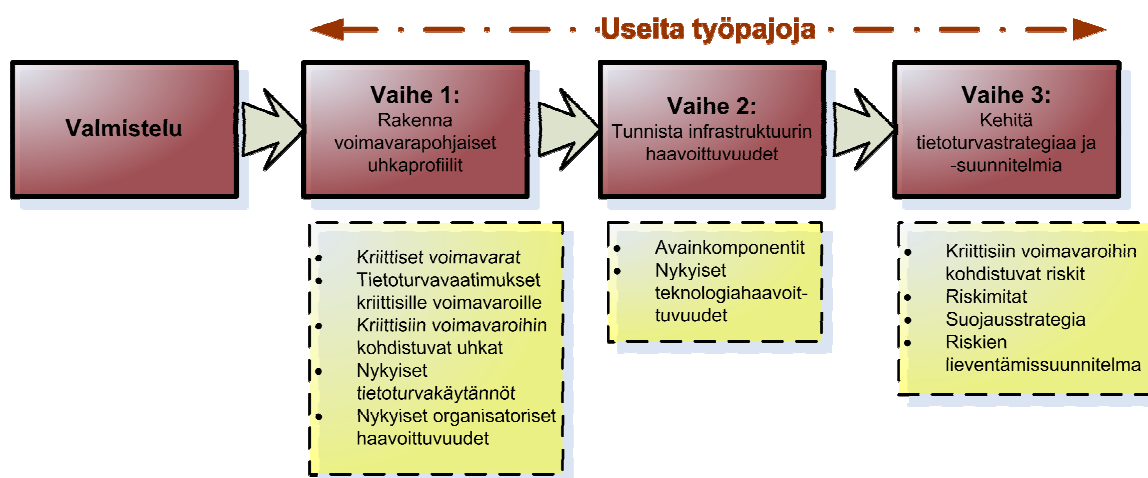 Useita työpajoja
Valmistelu
Vaihe 1:
Rakenna
voimavarapohjaiset
uhkaprofiilit
Vaihe 2:
Tunnista infrastruktuurin
haavoittuvuudet
Vaihe 3:
Kehitä
tietoturvastrategiaa ja
-suunnitelmia
• Kriittiset voimavarat
• Tietoturvavaatimukset
kriittisille voimavaroille
• Kriittisiin voimavaroihin
kohdistuvat uhkat
• Nykyiset
tietoturvakäytännöt
• Nykyiset organisatoriset
haavoittuvuudet
• Avainkomponentit
• Nykyiset
teknologiahaavoit-
tuvuudet
• Kriittisiin voimavaroihin
kohdistuvat riskit
• Riskimitat
• Suojausstrategia
• Riskien
lieventämissuunnitelma